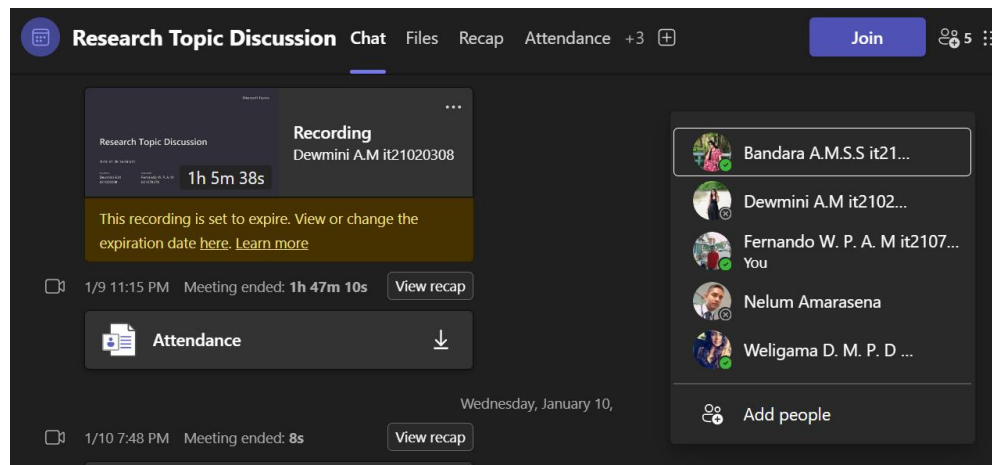 Research Topic Discussion Chat Files Recap Attendance +3 Join 5
Research Topic Discussion
1h 5m 38s
Recording
Dewmini A.M it21020308
This recording is set to expire. View or change the
expiration date here. Learn more
1/9 11:15 PM Meeting ended: 1h 47m 10s View recap
Attendance
Wednesday, January 10,
1/10 7:48 PM Meeting ended: 8s View recap
Bandara A.M.S.S it21...
Dewmini A.M it2102...
Fernando W. P. A. M it2107...
You
Nelum Amarasena
Weligama D. M. P. D ...
Add people